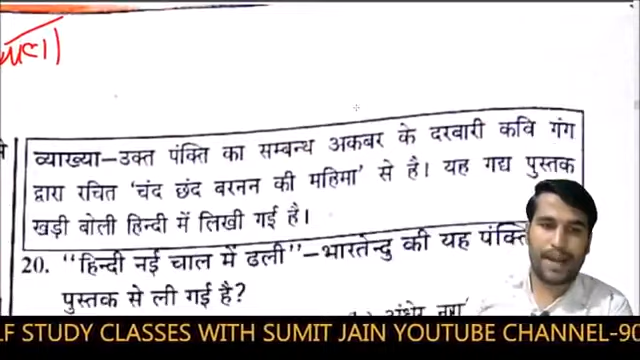 व्याख्या–उक्त पंक्ति का सम्बन्ध अकबर के दरबारी कवि गंग
द्वारा रचित 'चंद छंद बरनन की महिमा' से है। यह गद्य पुस्तक
खड़ी बोली हिन्दी में लिखी गई है।
20. "हिन्दी नई चाल में ढली"–भारतेन्दु की यह पंक्ति
पुस्तक से ली गई है?
LF STUDY CLASSES WITH SUMIT JAIN YOUTUBE CHANNEL-90